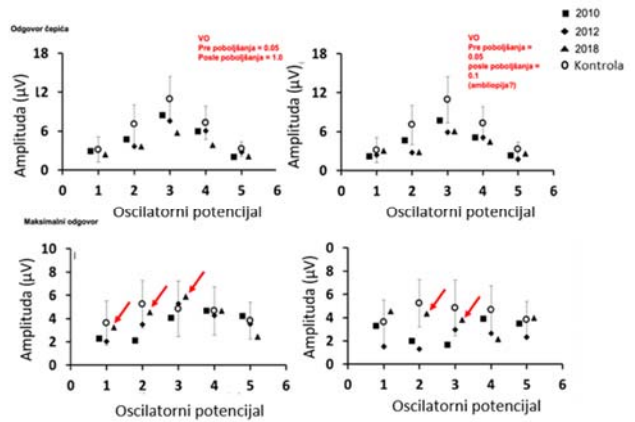 Odgovor čepića
VO
Pre poboljšanja = 0.05
Posle poboljšanja = 1.0
VO
Pre poboljšanja =
0.05
posle poboljšanja =
0.1
(ambliopija?)
2010
2012
2018
Kontrola
Amplituda (µV)
18
12
6
0
0 1 2 3 4 5 6
Oscilatorni potencijal
Amplituda (µV)
18
12
6
0
0 1 2 3 4 5 6
Oscilatorni potencijal
Maksimalni odgovor
Amplituda (µV)
10
8
6
4
2
0
0 1 2 3 4 5 6
Oscilatorni potencijal
Amplituda (µV)
0
8
6
4
2
0
0 1 2 3 4 5 6
Oscilatorni potencijal